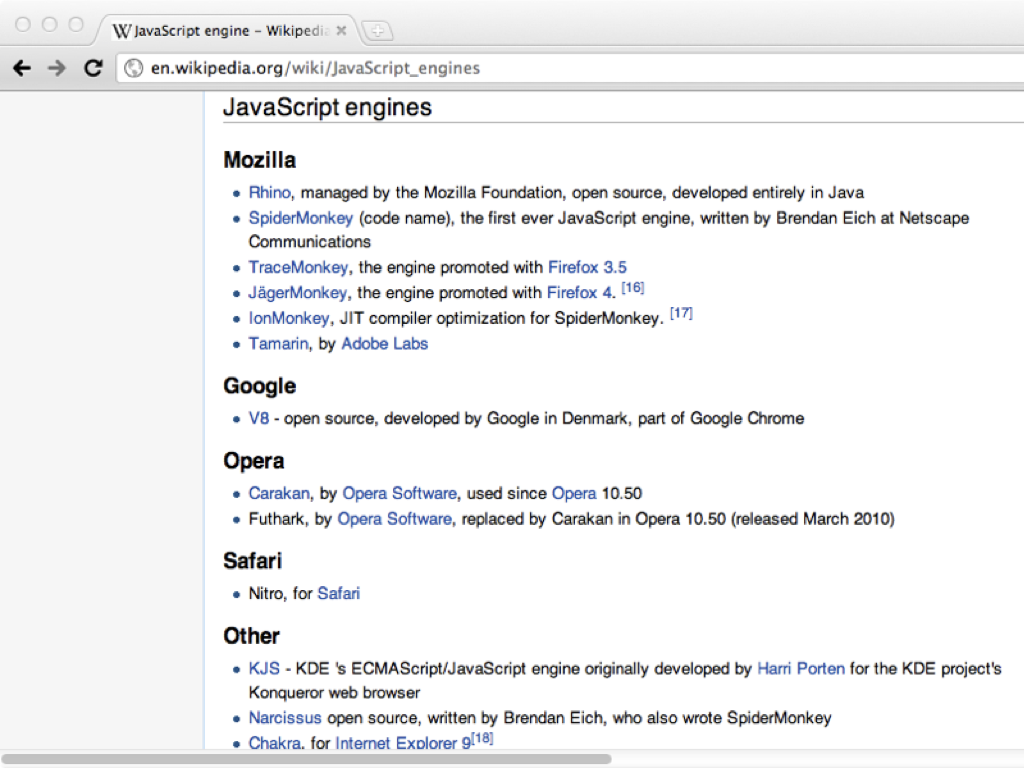 JavaScript engine – Wikipedia
en.wikipedia.org/wiki/JavaScript_engines
JavaScript engines
Mozilla
Rhino, managed by the Mozilla Foundation, open source, developed entirely in Java
SpiderMonkey (code name), the first ever JavaScript engine, written by Brendan Eich at Netscape
Communications
TraceMonkey, the engine promoted with Firefox 3.5
JägerMonkey, the engine promoted with Firefox 4. [16]
IonMonkey, JIT compiler optimization for SpiderMonkey. [17]
Tamarin, by Adobe Labs
Google
V8 - open source, developed by Google in Denmark, part of Google Chrome
Opera
Carakan, by Opera Software, used since Opera 10.50
Futhark, by Opera Software, replaced by Carakan in Opera 10.50 (released March 2010)
Safari
Nitro, for Safari
Other
KJS - KDE 's ECMAScript/JavaScript engine originally developed by Harri Porten for the KDE project's
Konqueror web browser
Narcissus open source, written by Brendan Eich, who also wrote SpiderMonkey
Chakra, for Internet Explorer 9[18]